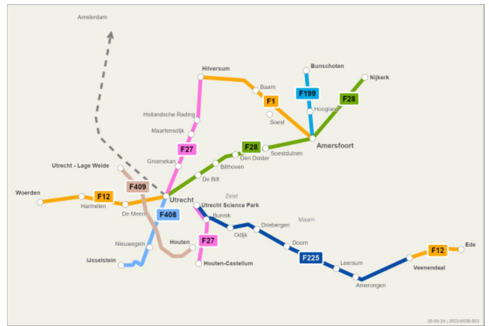 Amsterdam
Hilversum
Bunschoten
Nijkerk
Baarn
F199
F1
F28
Hooglan
Hollandsche Rading
Soest
Maartensdijk
Amersfoort
F27
F28
Soestduinen
Groenekan
Den Dolder
Bilthoven
Utrecht - Lage Weide
De Bilt
F409
Woerden
F12
Utrecht
Zeist
Harmelen
Utrecht Science Park
De Meern
F408
Bunnik
Maarn
Driebergen
Odijk
Nieuwegein
Houten
F27
Doorn
F12
Ede
IJsselstein
Houten-Castellum
F225
Leersum
Veenendaal
Amerongen